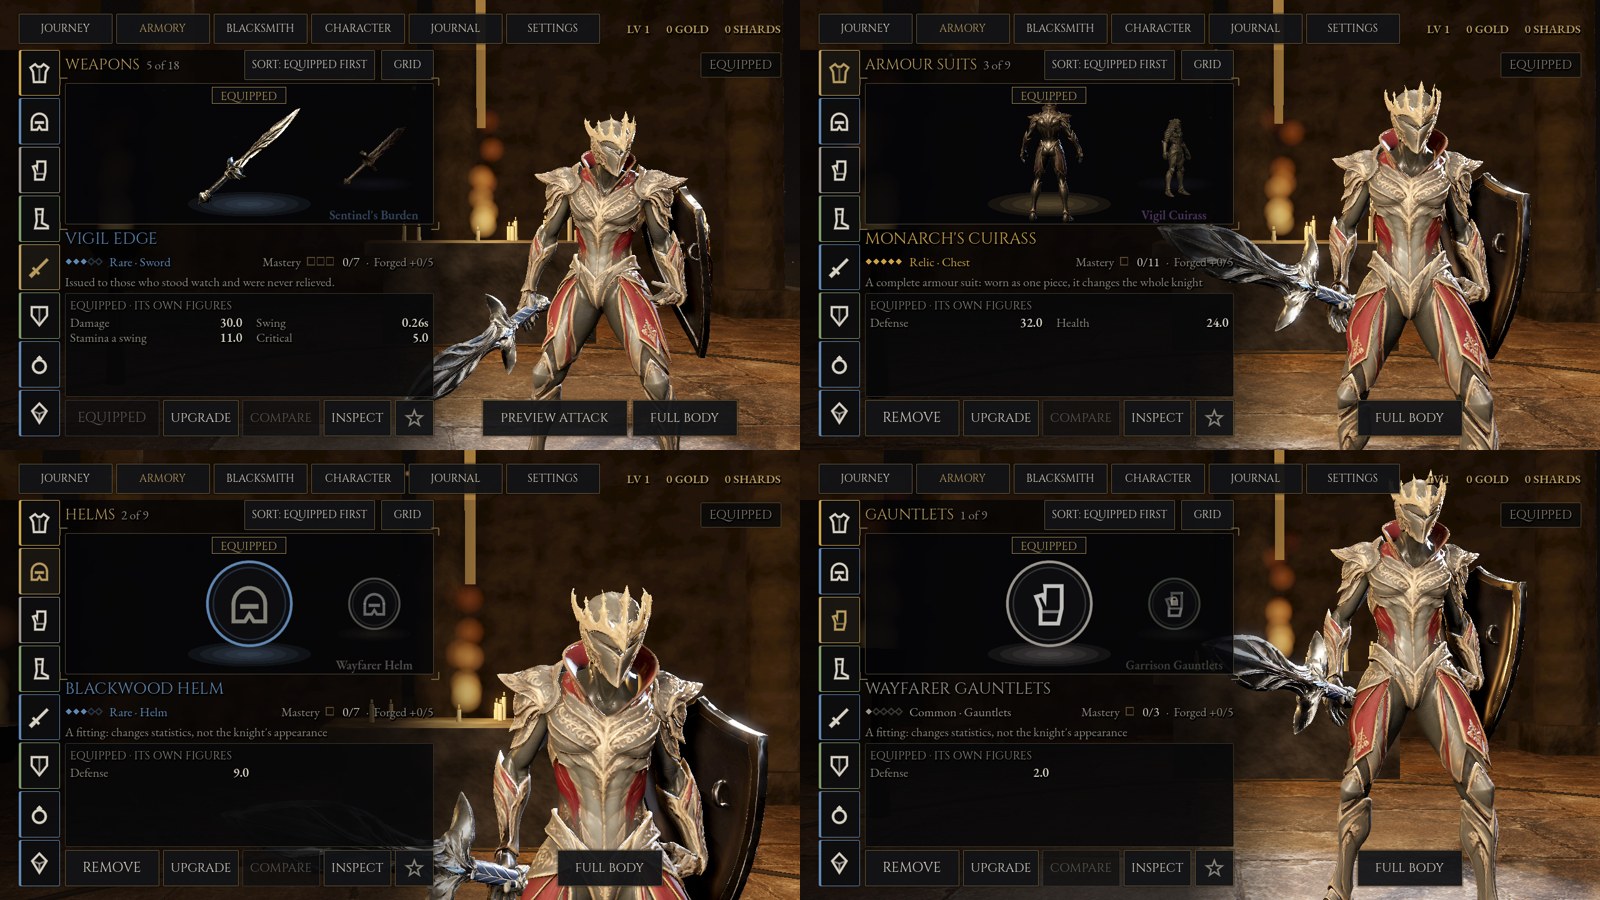 JOURNEY ARMORY BLACKSMITH CHARACTER JOURNAL SETTINGS LV 1 0 GOLD 0 SHARDS
WEAPONS 5 of 18 SORT: EQUIPPED FIRST GRID EQUIPPED
EQUIPPED
Sentinel's Burden
VIGIL EDGE
Rare · Sword Mastery 0/7 · Forged +0/5
Issued to those who stood watch and were never relieved.
EQUIPPED · ITS OWN FIGURES
Damage 30.0 Swing 0.26s
Stamina a swing 11.0 Critical 5.0
EQUIPPED UPGRADE COMPARE INSPECT PREVIEW ATTACK FULL BODY
JOURNEY ARMORY BLACKSMITH CHARACTER JOURNAL SETTINGS LV 1 0 GOLD 0 SHARDS
ARMOUR SUITS 3 of 9 SORT: EQUIPPED FIRST GRID EQUIPPED
EQUIPPED
Vigil Cuirass
MONARCH'S CUIRASS
Relic · Chest Mastery 0/11 · Forged +0/5
A complete armour suit: worn as one piece, it changes the whole knight
EQUIPPED · ITS OWN FIGURES
Defense 32.0 Health 24.0
REMOVE UPGRADE COMPARE INSPECT FULL BODY
JOURNEY ARMORY BLACKSMITH CHARACTER JOURNAL SETTINGS LV 1 0 GOLD 0 SHARDS
HELMS 2 of 9 SORT: EQUIPPED FIRST GRID EQUIPPED
EQUIPPED
Wayfarer Helm
BLACKWOOD HELM
Rare · Helm Mastery 0/7 · Forged +0/5
A fitting: changes statistics, not the knight's appearance
EQUIPPED · ITS OWN FIGURES
Defense 9.0
REMOVE UPGRADE COMPARE INSPECT FULL BODY
JOURNEY ARMORY BLACKSMITH CHARACTER JOURNAL SETTINGS LV 1 0 GOLD 0 SHARDS
GAUNTLETS 1 of 9 SORT: EQUIPPED FIRST GRID EQUIPPED
EQUIPPED
Garrison Gauntlets
WAYFARER GAUNTLETS
Common · Gauntlets Mastery 0/3 · Forged +0/5
A fitting: changes statistics, not the knight's appearance
EQUIPPED · ITS OWN FIGURES
Defense 2.0
REMOVE UPGRADE COMPARE INSPECT FULL BODY